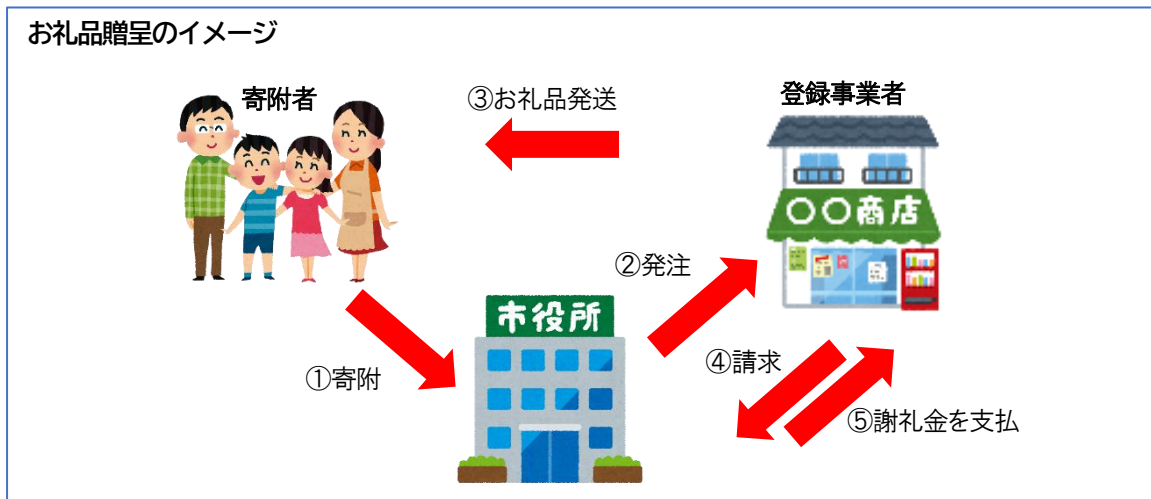 お礼品贈呈のイメージ
寄附者
③お礼品発送
登録事業者
〇〇商店
②発注
市役所
①寄附
④請求
⑤謝礼金を支払